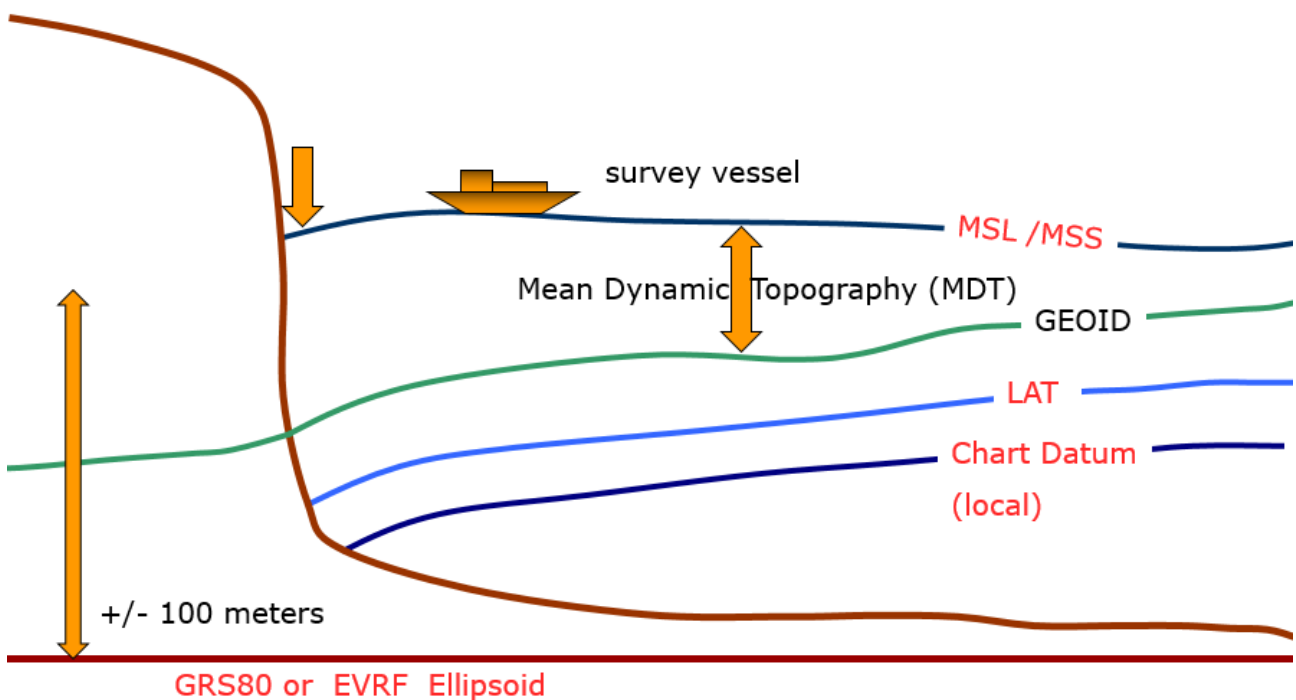 survey vessel
MSL /MSS
Mean Dynamic Topography (MDT)
GEOID
LAT
Chart Datum
(local)
+/- 100 meters
GRS80 or EVRF Ellipsoid